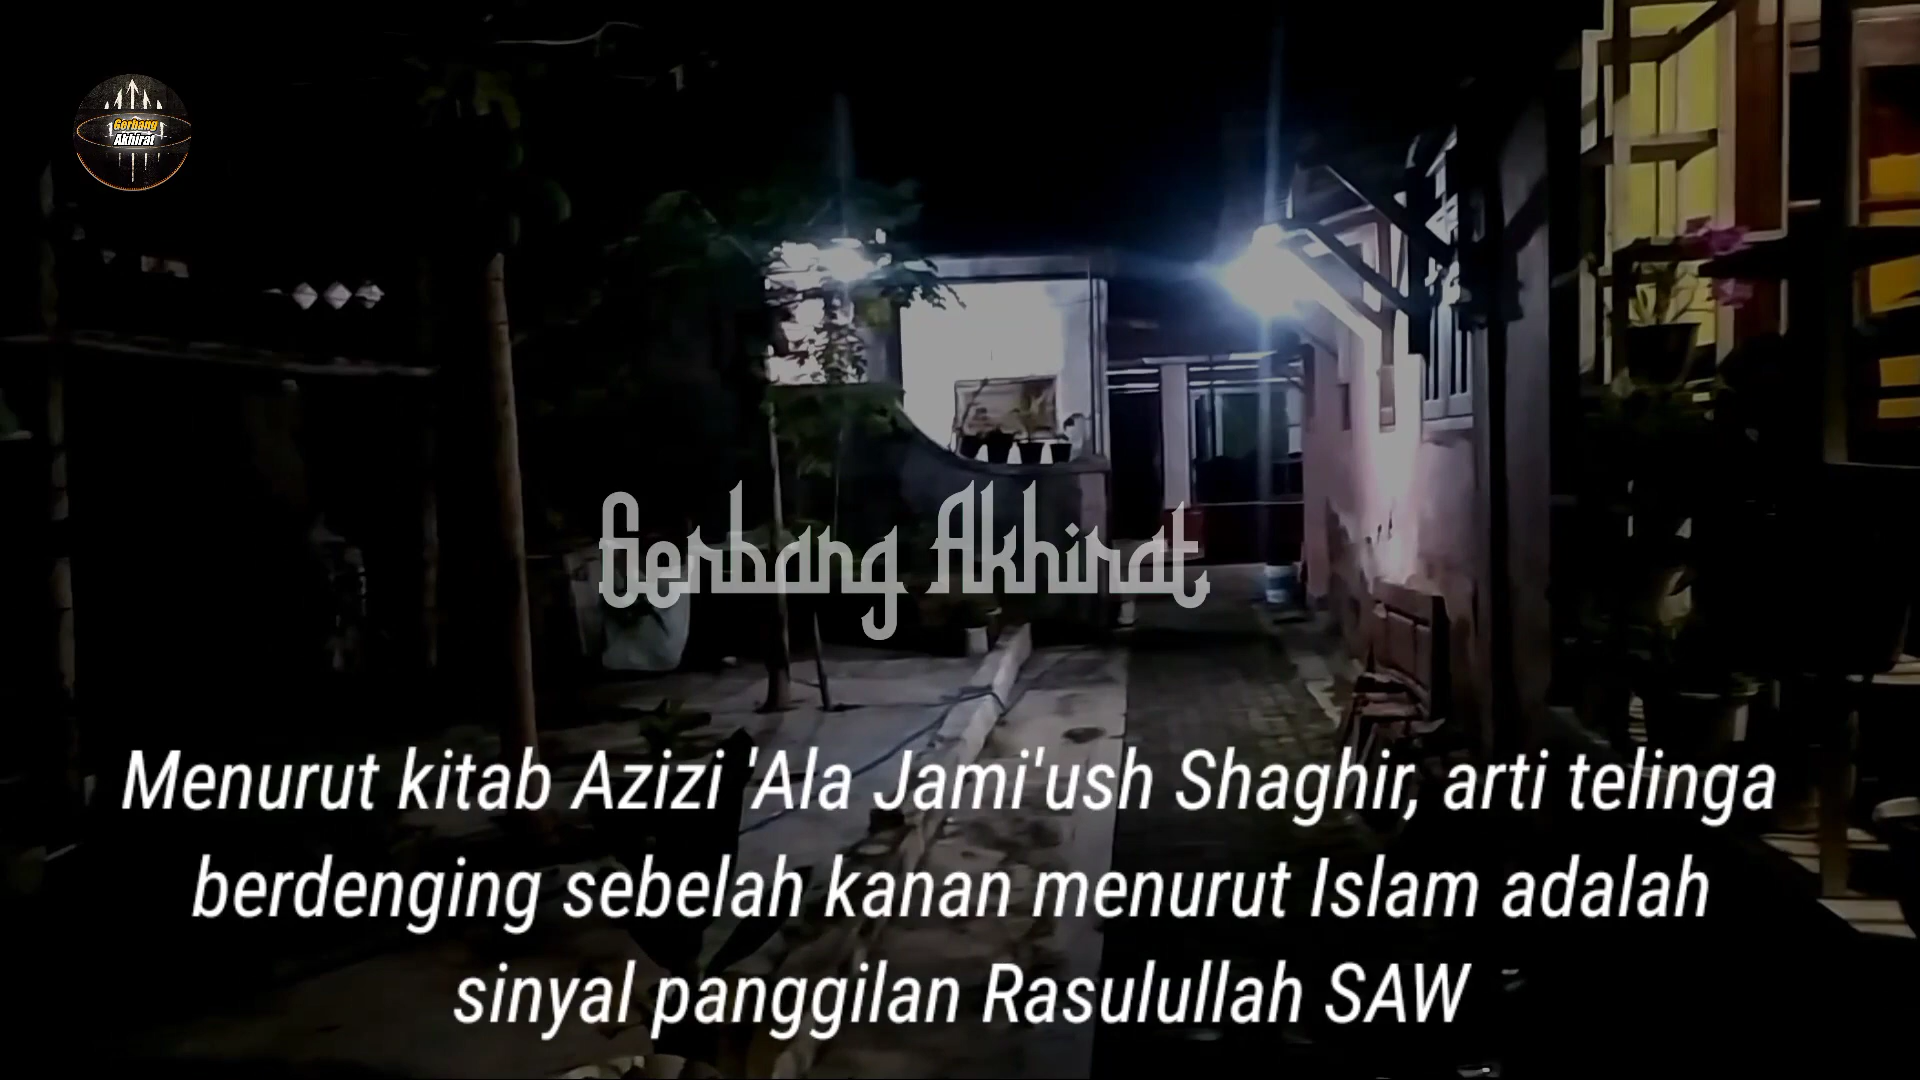 Gerbang
Akhirat
Gerbang Akhirat
Menurut kitab Azizi 'Ala Jami'ush Shaghir, arti telinga
berdenging sebelah kanan menurut Islam adalah
sinyal panggilan Rasulullah SAW